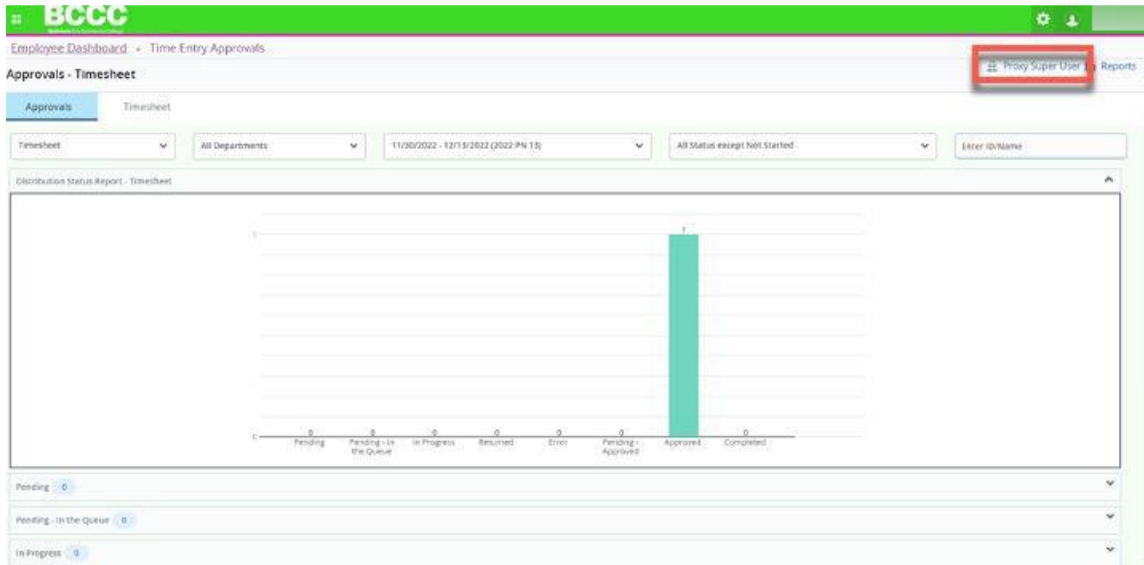 BCCC
Employee Dashboard • Time Entry Approvals
Approvals - Timesheet
Proxy Super User
Reports
Approvals Timesheet
Timesheet All Departments 11/30/2022 - 12/13/2022 (2022 PN 13) All Status except Not Started Enter ID/Name
Distribution Status Report - Timesheet
1
1
0 0 0 0 0 0 0
0
Pending Pending - In the Queue In Progress Returned Error Pending - Approved Approved Completed
Pending 0
Pending - In the Queue 0
In Progress 0